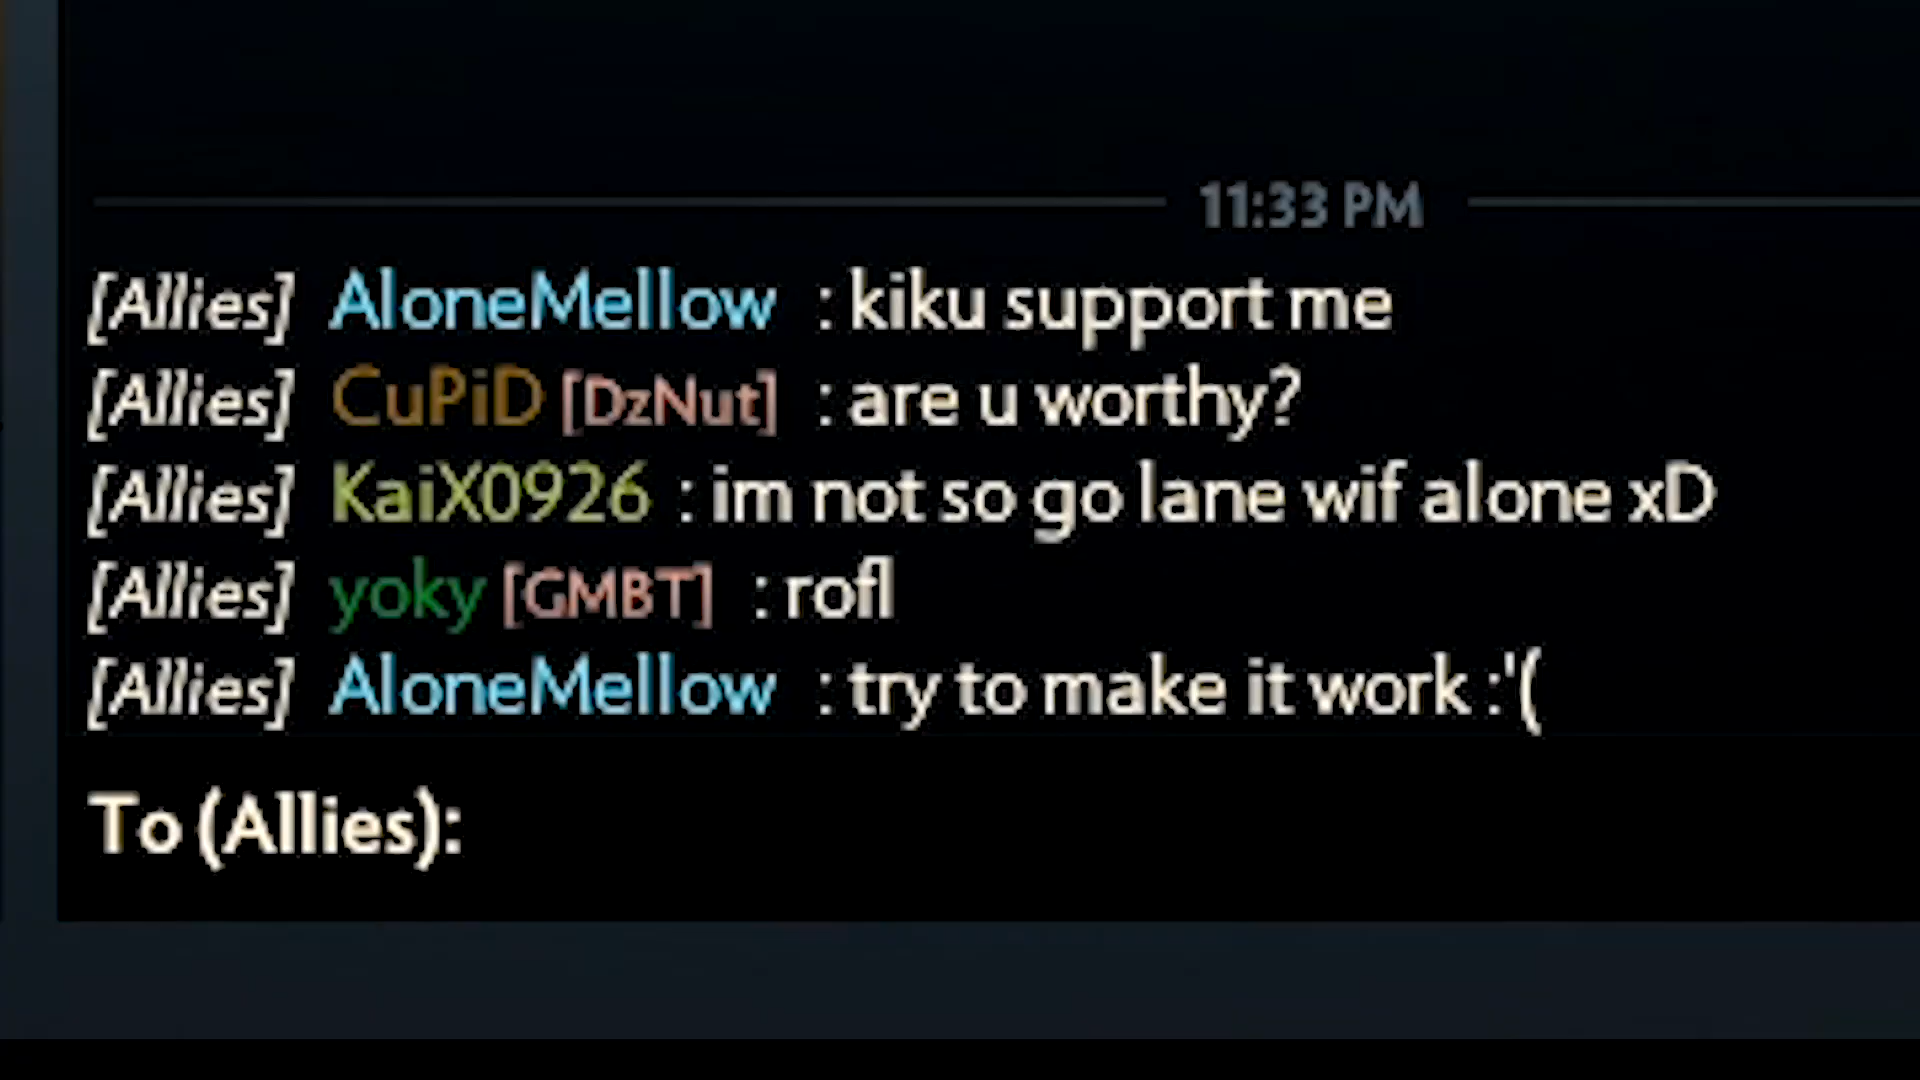 11:33 PM
[Allies] AloneMellow : kiku support me
[Allies] CuPiD [DzNut] : are u worthy?
[Allies] KaiX0926 : im not so go lane wif alone xD
[Allies] yoky [GMBT] : rofl
[Allies] AloneMellow : try to make it work :'(
To (Allies):